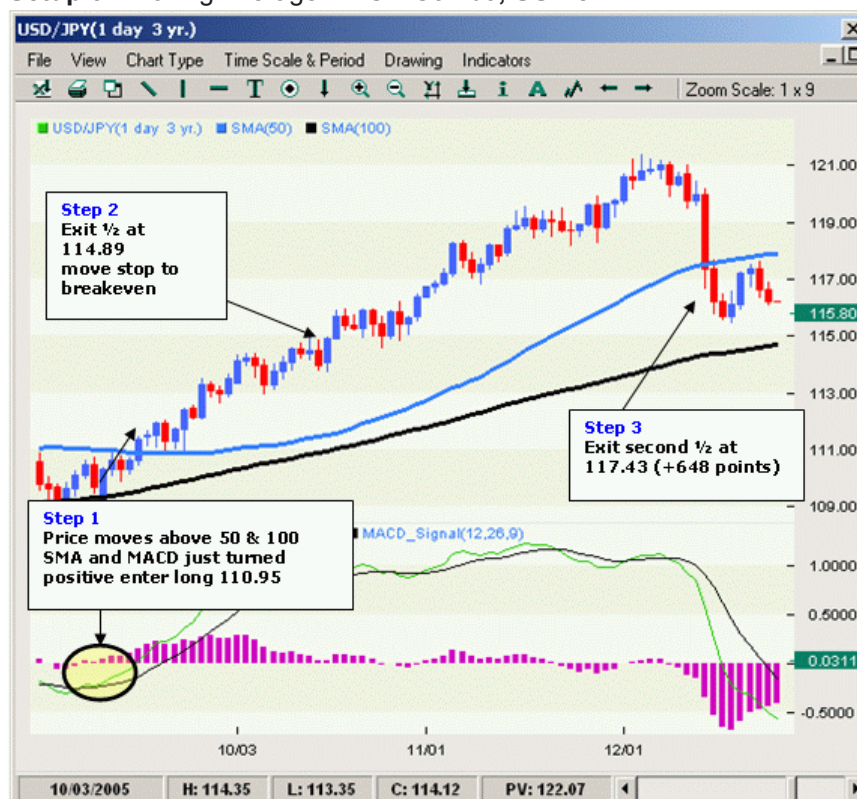 USD/JPY(1 day 3 yr.)
File View Chart Type Time Scale & Period Drawing Indicators
T i A Zoom Scale: 1 x 9
USD/JPY(1 day 3 yr.) SMA(50) SMA(100)
121.00
119.00
117.00
115.80
115.00
113.00
111.00
109.00
Step 2
Exit ½ at
114.89
move stop to
breakeven
Step 3
Exit second ½ at
117.43 (+648 points)
Step 1
Price moves above 50 & 100
SMA and MACD just turned
positive enter long 110.95
MACD_Signal(12,26,9)
1.0000
0.5000
0.0311
-0.5000
10/03 11/01 12/01
10/03/2005 H: 114.35 L: 113.35 C: 114.12 PV: 122.07